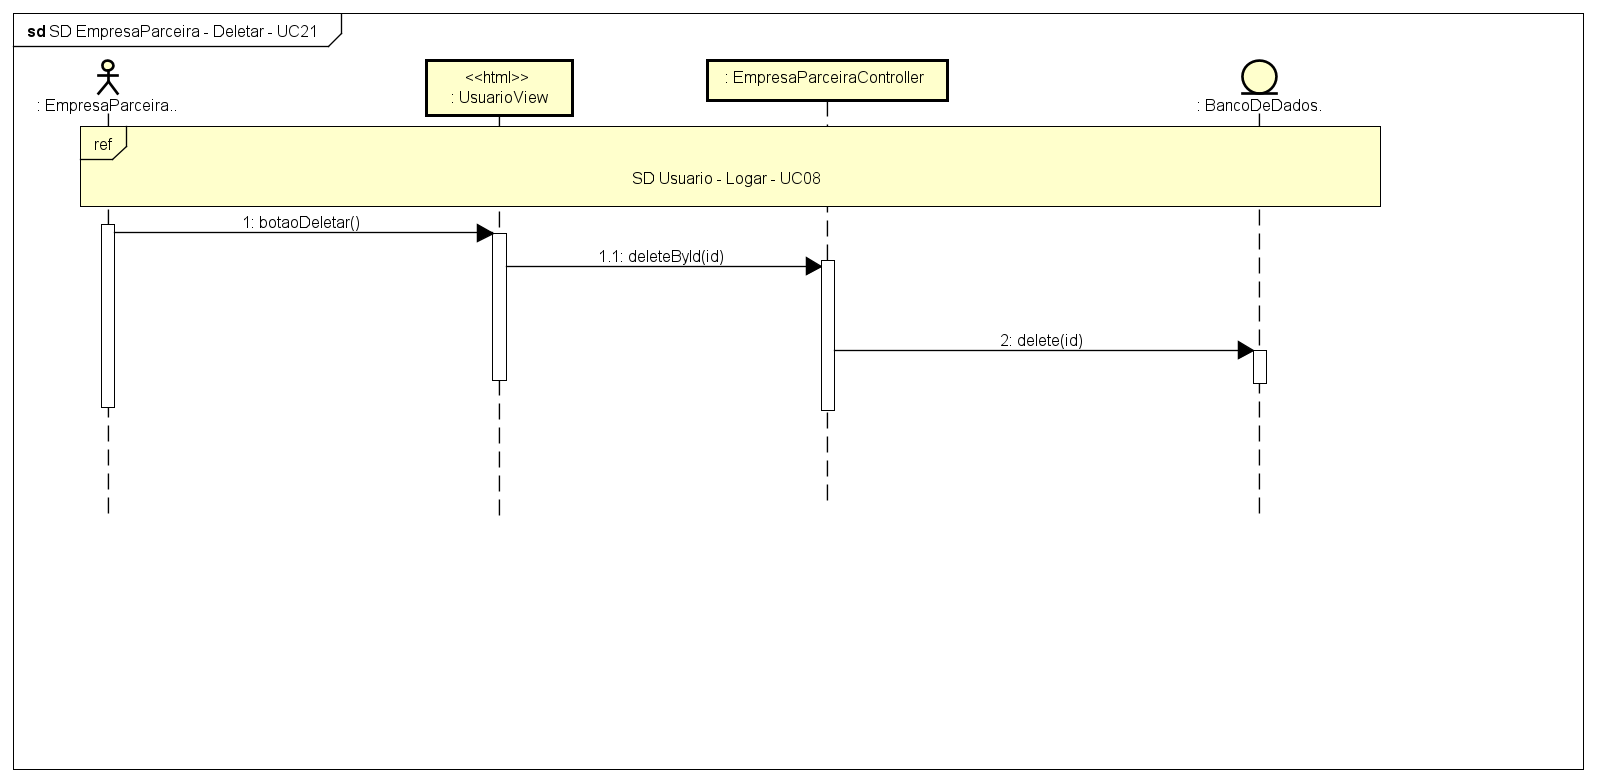 sd SD EmpresaParceira - Deletar - UC21
<<html>>
: UsuarioView
: EmpresaParceiraController
: EmpresaParceira..
: BancoDeDados.
ref
SD Usuario - Logar - UC08
1: botaoDeletar()
1.1: deleteById(id)
2: delete(id)